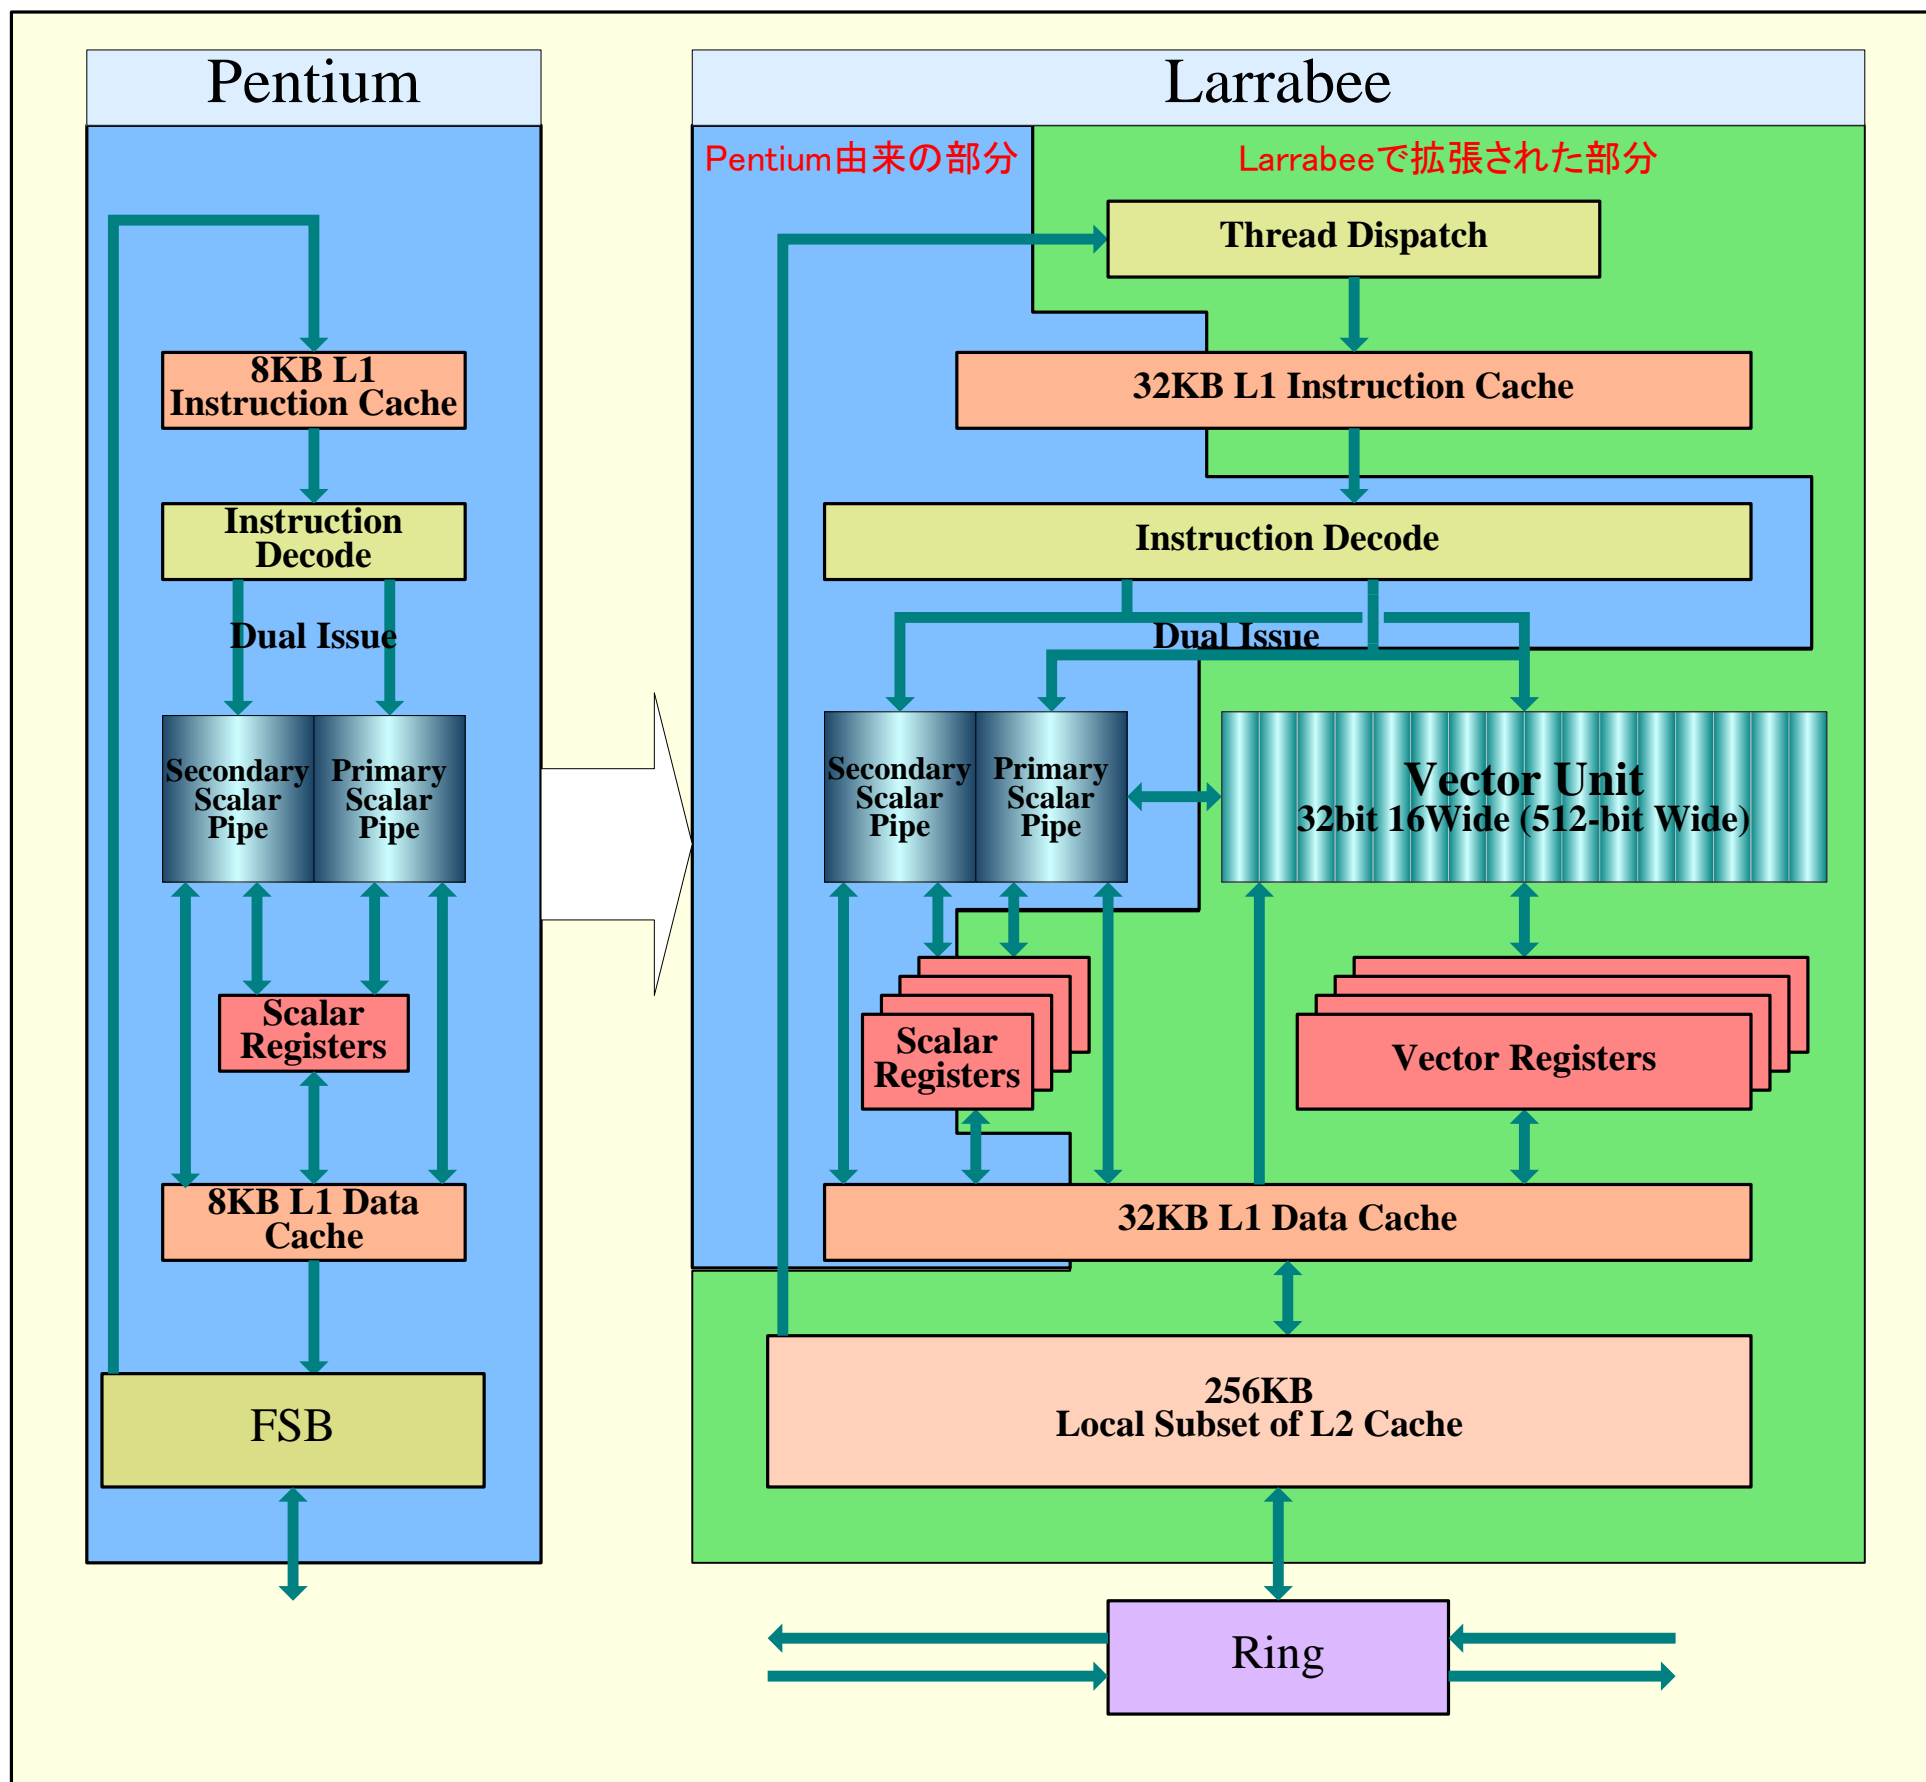 Pentium
8KB L1
Instruction Cache
Instruction
Decode
Dual Issue
Secondary
Scalar
Pipe
Primary
Scalar
Pipe
Scalar
Registers
8KB L1 Data
Cache
FSB
Larrabee
Pentium由来の部分
Larrabeeで拡張された部分
Thread Dispatch
32KB L1 Instruction Cache
Instruction Decode
Dual Issue
Secondary
Scalar
Pipe
Primary
Scalar
Pipe
Vector Unit
32bit 16Wide (512-bit Wide)
Scalar
Registers
Vector Registers
32KB L1 Data Cache
256KB
Local Subset of L2 Cache
Ring